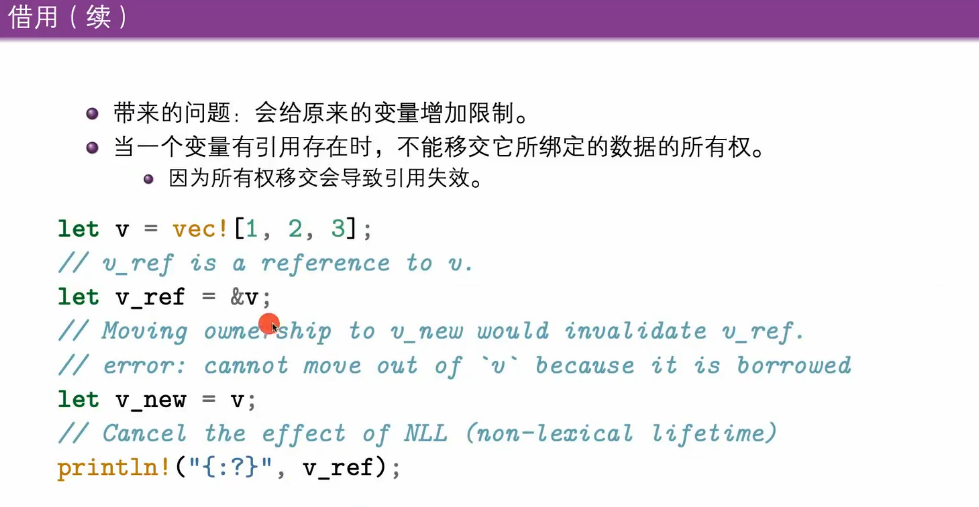 借用（续）
带来的问题：会给原来的变量增加限制。
当一个变量有引用存在时，不能移交它所绑定的数据的所有权。
因为所有权移交会导致引用失效。
let v = vec![1, 2, 3];
// v_ref is a reference to v.
let v_ref = &v;
// Moving ownership to v_new would invalidate v_ref.
// error: cannot move out of `v` because it is borrowed
let v_new = v;
// Cancel the effect of NLL (non-lexical lifetime)
println!("{:?}", v_ref);